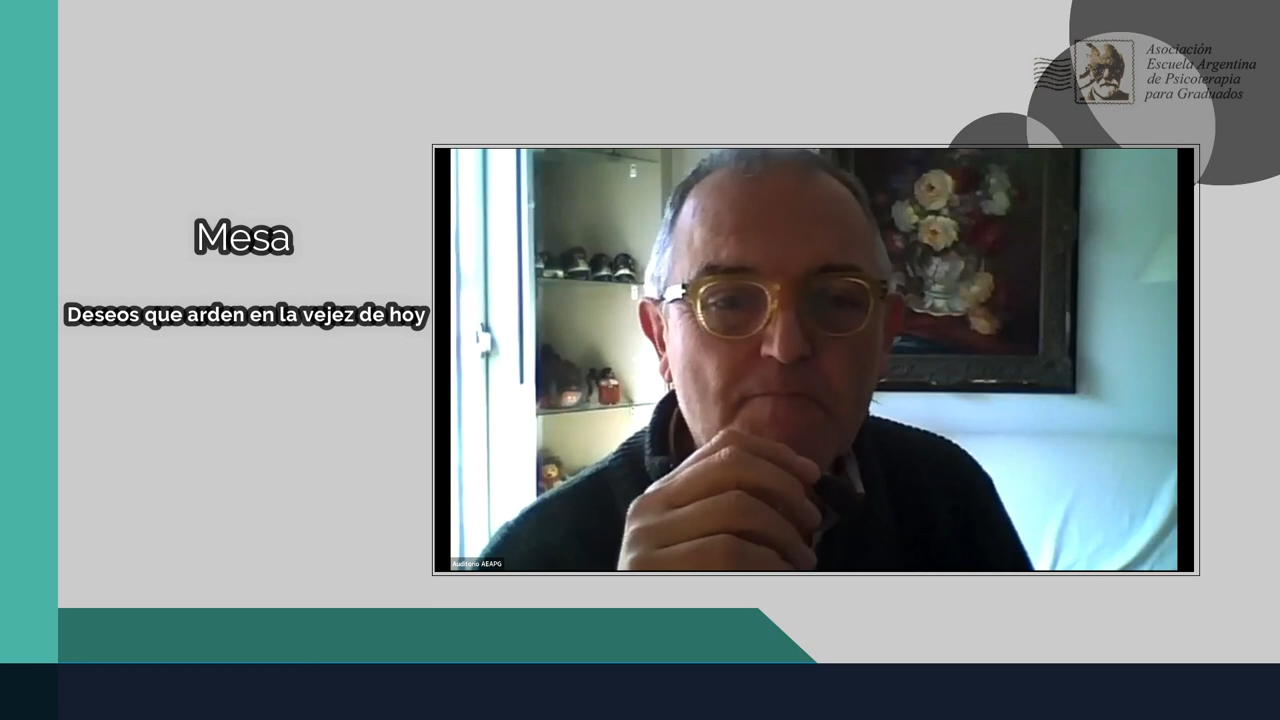 Asociación
Escuela Argentina
de Psicoterapia
para Graduados
Mesa
Deseos que arden en la vejez de hoy
Auditorio AEAPG